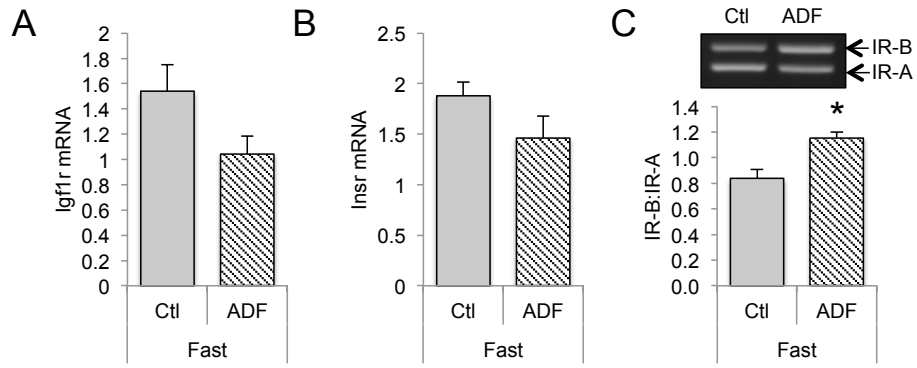 A
Igf1r mRNA
2
1.8
1.6
1.4
1.2
1
0.8
0.6
0.4
0.2
0
Ctl ADF
Fast
B
Insr mRNA
2.5
2
1.5
1
0.5
0
Ctl ADF
Fast
C
Ctl ADF
IR-B
IR-A
IR-B:IR-A
1.4
1.2
1.0
0.8
0.6
0.4
0.2
0.0
*
Ctl ADF
Fast